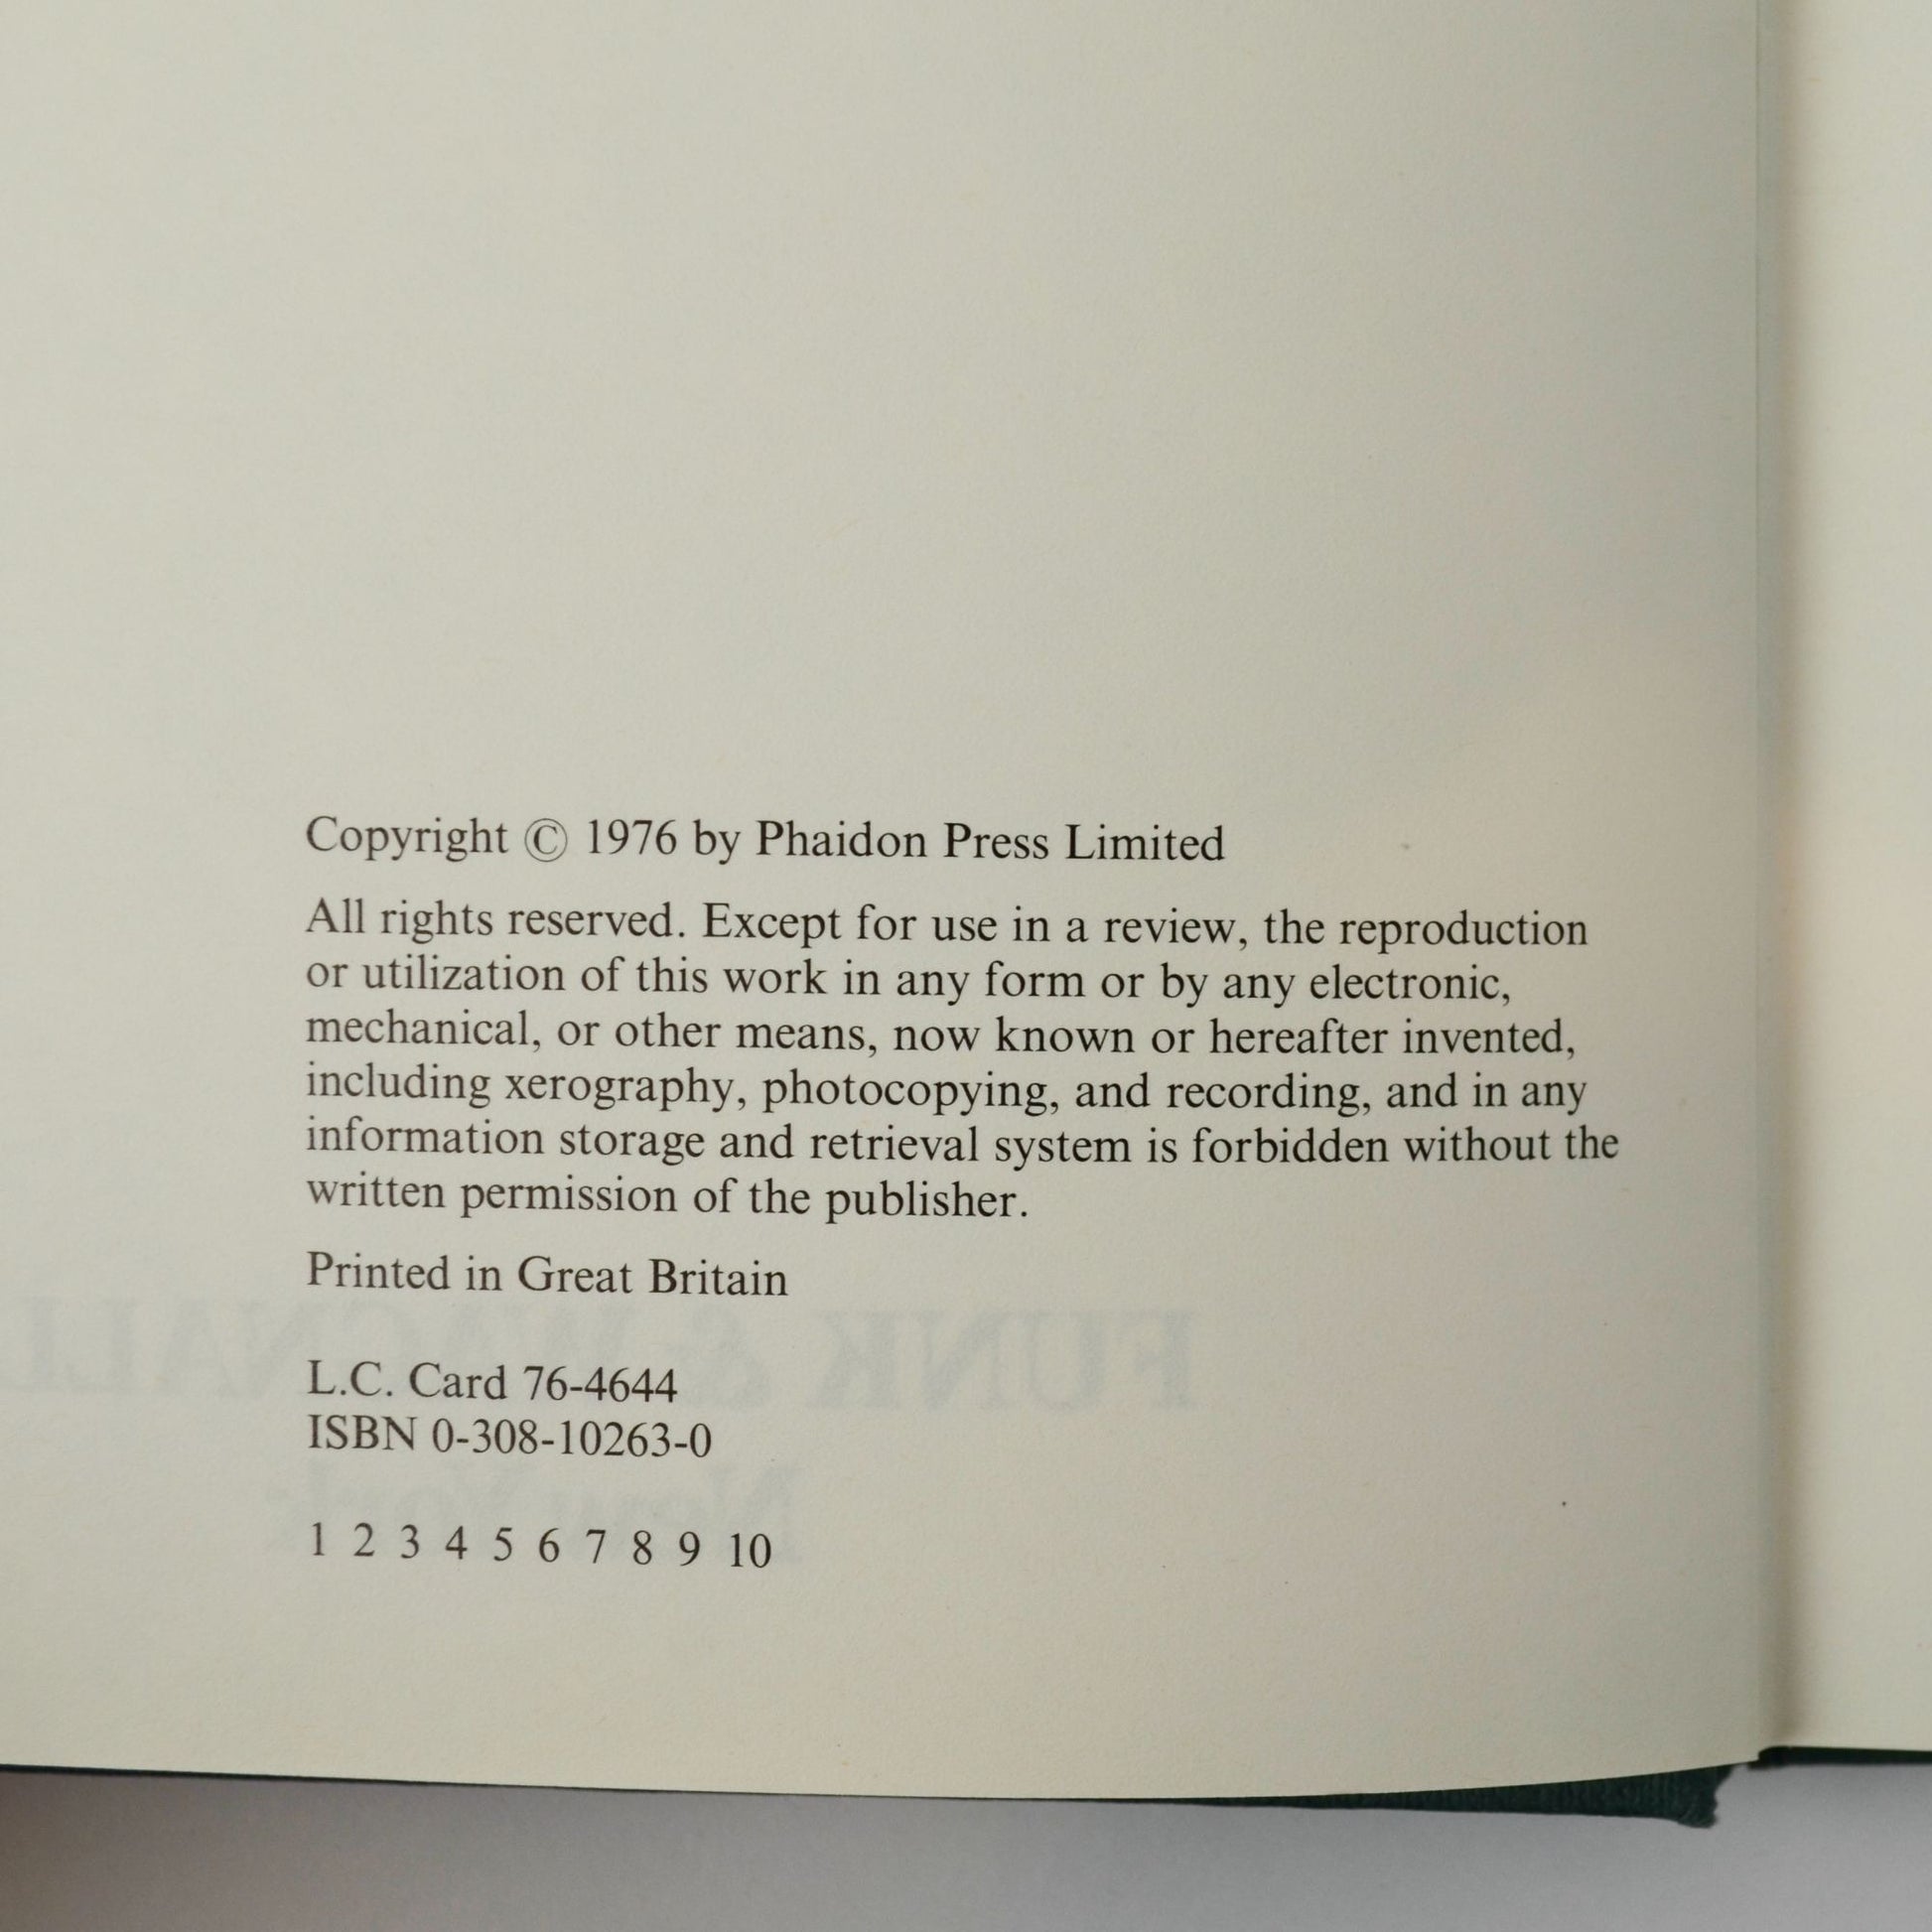 Copyright © 1976 by Phaidon Press Limited
All rights reserved. Except for use in a review, the reproduction
or utilization of this work in any form or by any electronic,
mechanical, or other means, now known or hereafter invented,
including xerography, photocopying, and recording, and in any
information storage and retrieval system is forbidden without the
written permission of the publisher.
Printed in Great Britain
FUNK & WAGNALL
L.C. Card 76-4644
ISBN 0-308-10263-0
New York
1 2 3 4 5 6 7 8 9 10